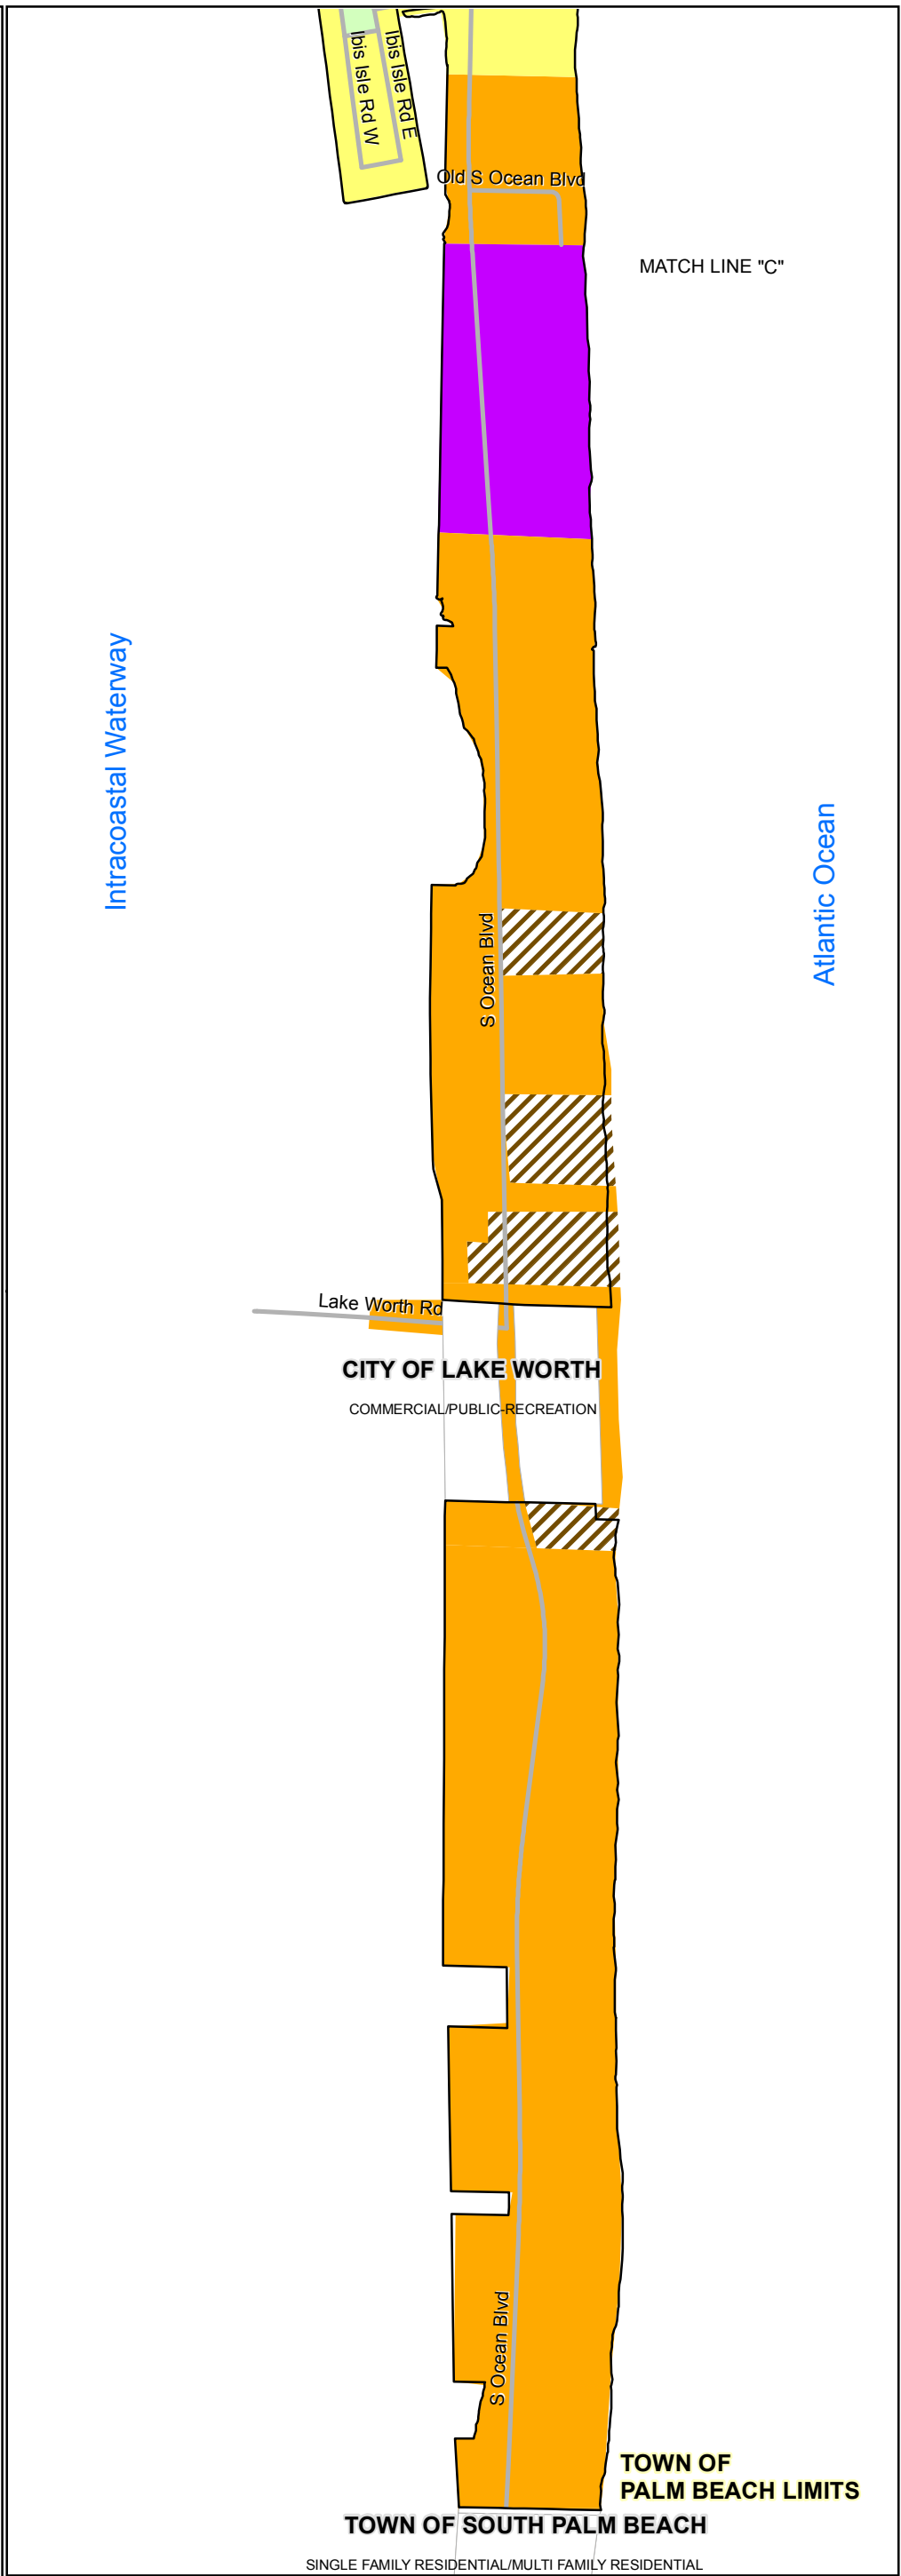 Ibis Isle Rd W
Ibis Isle Rd E
Old S Ocean Blvd
MATCH LINE "C"
Intracoastal Waterway
Atlantic Ocean
S Ocean Blvd
Lake Worth Rd
CITY OF LAKE WORTH
COMMERCIAL/PUBLIC-RECREATION
S Ocean Blvd
TOWN OF
PALM BEACH LIMITS
TOWN OF SOUTH PALM BEACH
SINGLE FAMILY RESIDENTIAL/MULTI FAMILY RESIDENTIAL